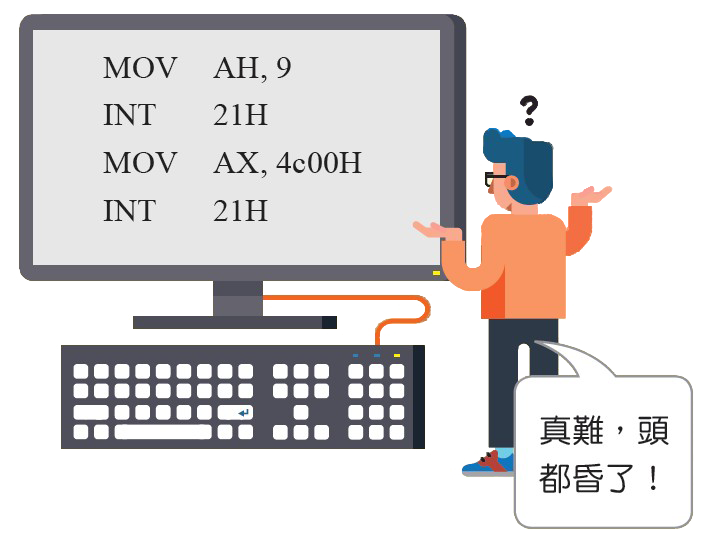 MOV AH, 9
INT 21H
MOV AX, 4c00H
INT 21H
?
真難，頭
都昏了！